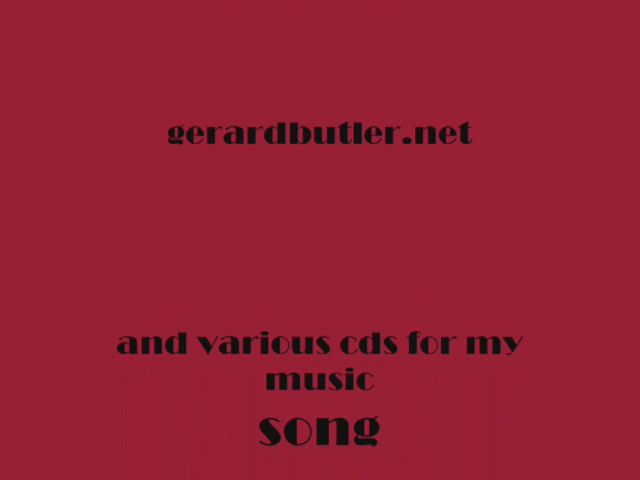 gerardbutler.net
and various cds for my
music
song